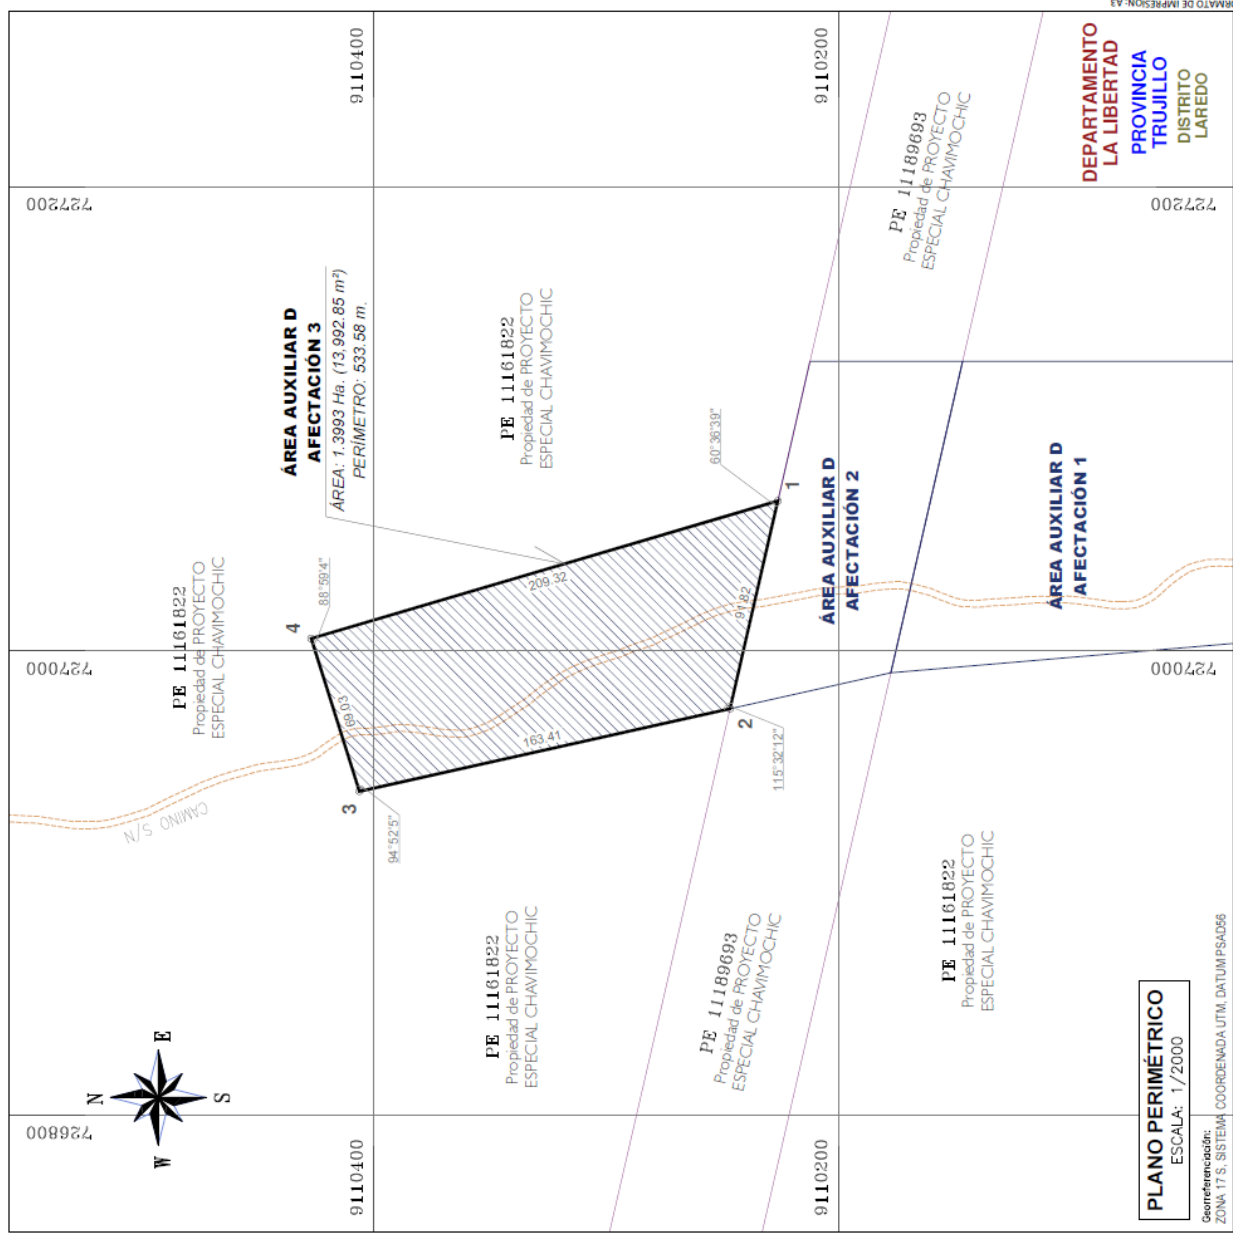 FORMATO DE IMPRESIÓN: A3
9110400
9110200
DEPARTAMENTO
LA LIBERTAD
PROVINCIA
TRUJILLO
DISTRITO
LAREDO
727200
727200
PE 11189693
Propiedad de PROYECTO
ESPECIAL CHAVIMOCHIC
ÁREA AUXILIAR D
AFECTACIÓN 3
ÁREA: 1.3993 Ha. (13,992.85 m²)
PERÍMETRO: 533.58 m.
PE 11161822
Propiedad de PROYECTO
ESPECIAL CHAVIMOCHIC
60°36'39"
1
ÁREA AUXILIAR D
AFECTACIÓN 2
ÁREA AUXILIAR D
AFECTACIÓN 1
PE 11161822
Propiedad de PROYECTO
ESPECIAL CHAVIMOCHIC
88°59'4"
4
209.32
91.82
69.03
163.41
727000
727000
2
115°32'12"
3
94°52'5"
CAMINO S/N
PE 11161822
Propiedad de PROYECTO
ESPECIAL CHAVIMOCHIC
PE 11189693
Propiedad de PROYECTO
ESPECIAL CHAVIMOCHIC
PE 11161822
Propiedad de PROYECTO
ESPECIAL CHAVIMOCHIC
N
E
S
W
726800
9110400
9110200
PLANO PERIMÉTRICO
ESCALA: 1/2000
Georreferenciación:
ZONA 17 S, SISTEMA COORDENADA UTM, DATUM PSAD56